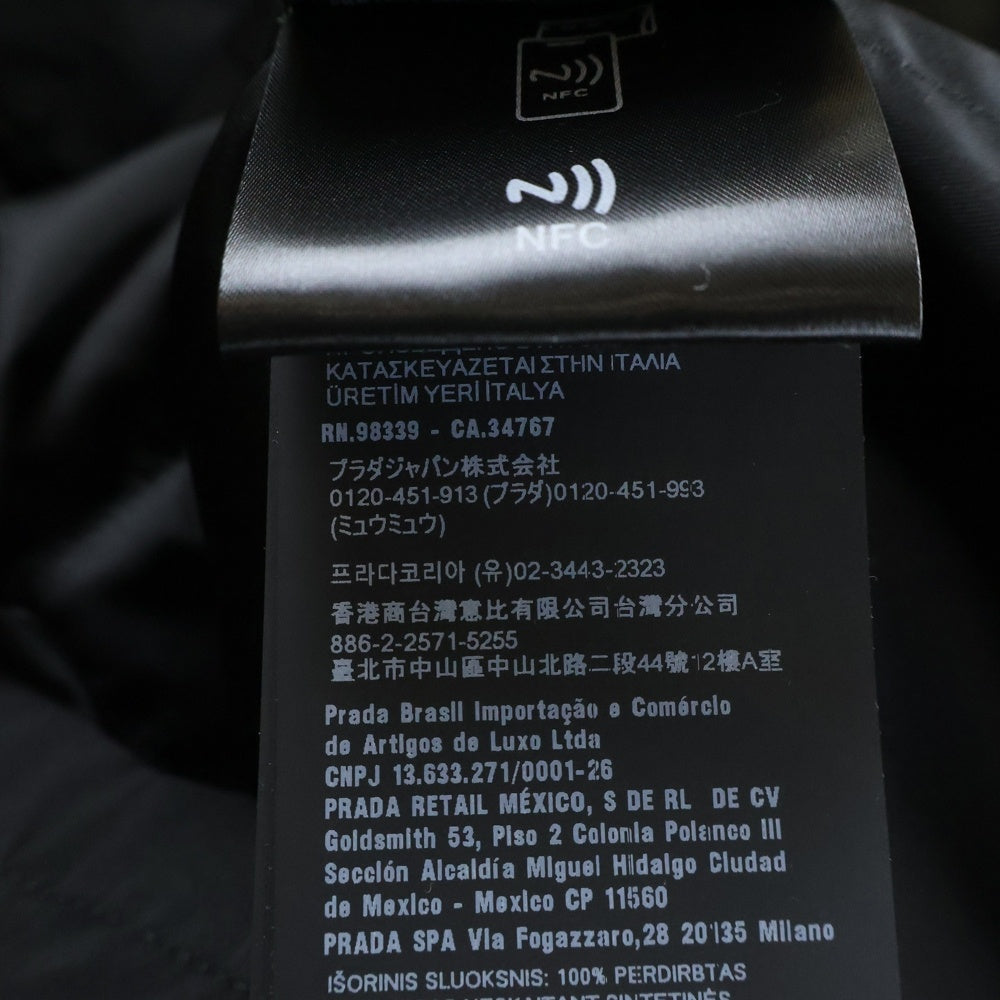 NFC
NFC
ΚΑΤΑΣΚΕΥΑΖΕΤΑΙ ΣΤΗΝ ΙΤΑΛΙΑ
ÜRETİM YERİ İTALYA
RN.98339 - CA.34767
プラダジャパン株式会社
0120-451-913 (プラダ)0120-451-993
(ミュウミュウ)
프라다코리아 (유)02-3443-2323
香港商台灣意比有限公司台灣分公司
886-2-2571-5255
臺北市中山區中山北路二段44號12樓A室
Prada Brasil Importação e Comércio
de Artigos de Luxo Ltda
CNPJ 13.633.271/0001-26
PRADA RETAIL MÉXICO, S DE RL DE CV
Goldsmith 53, Piso 2 Colonia Polanco III
Sección Alcaldía Miguel Hidalgo Ciudad
de Mexico - Mexico CP 11560
PRADA SPA Via Fogazzaro,28 20135 Milano
IŠORINIS SLUOKSNIS: 100% PERDIRBTAS